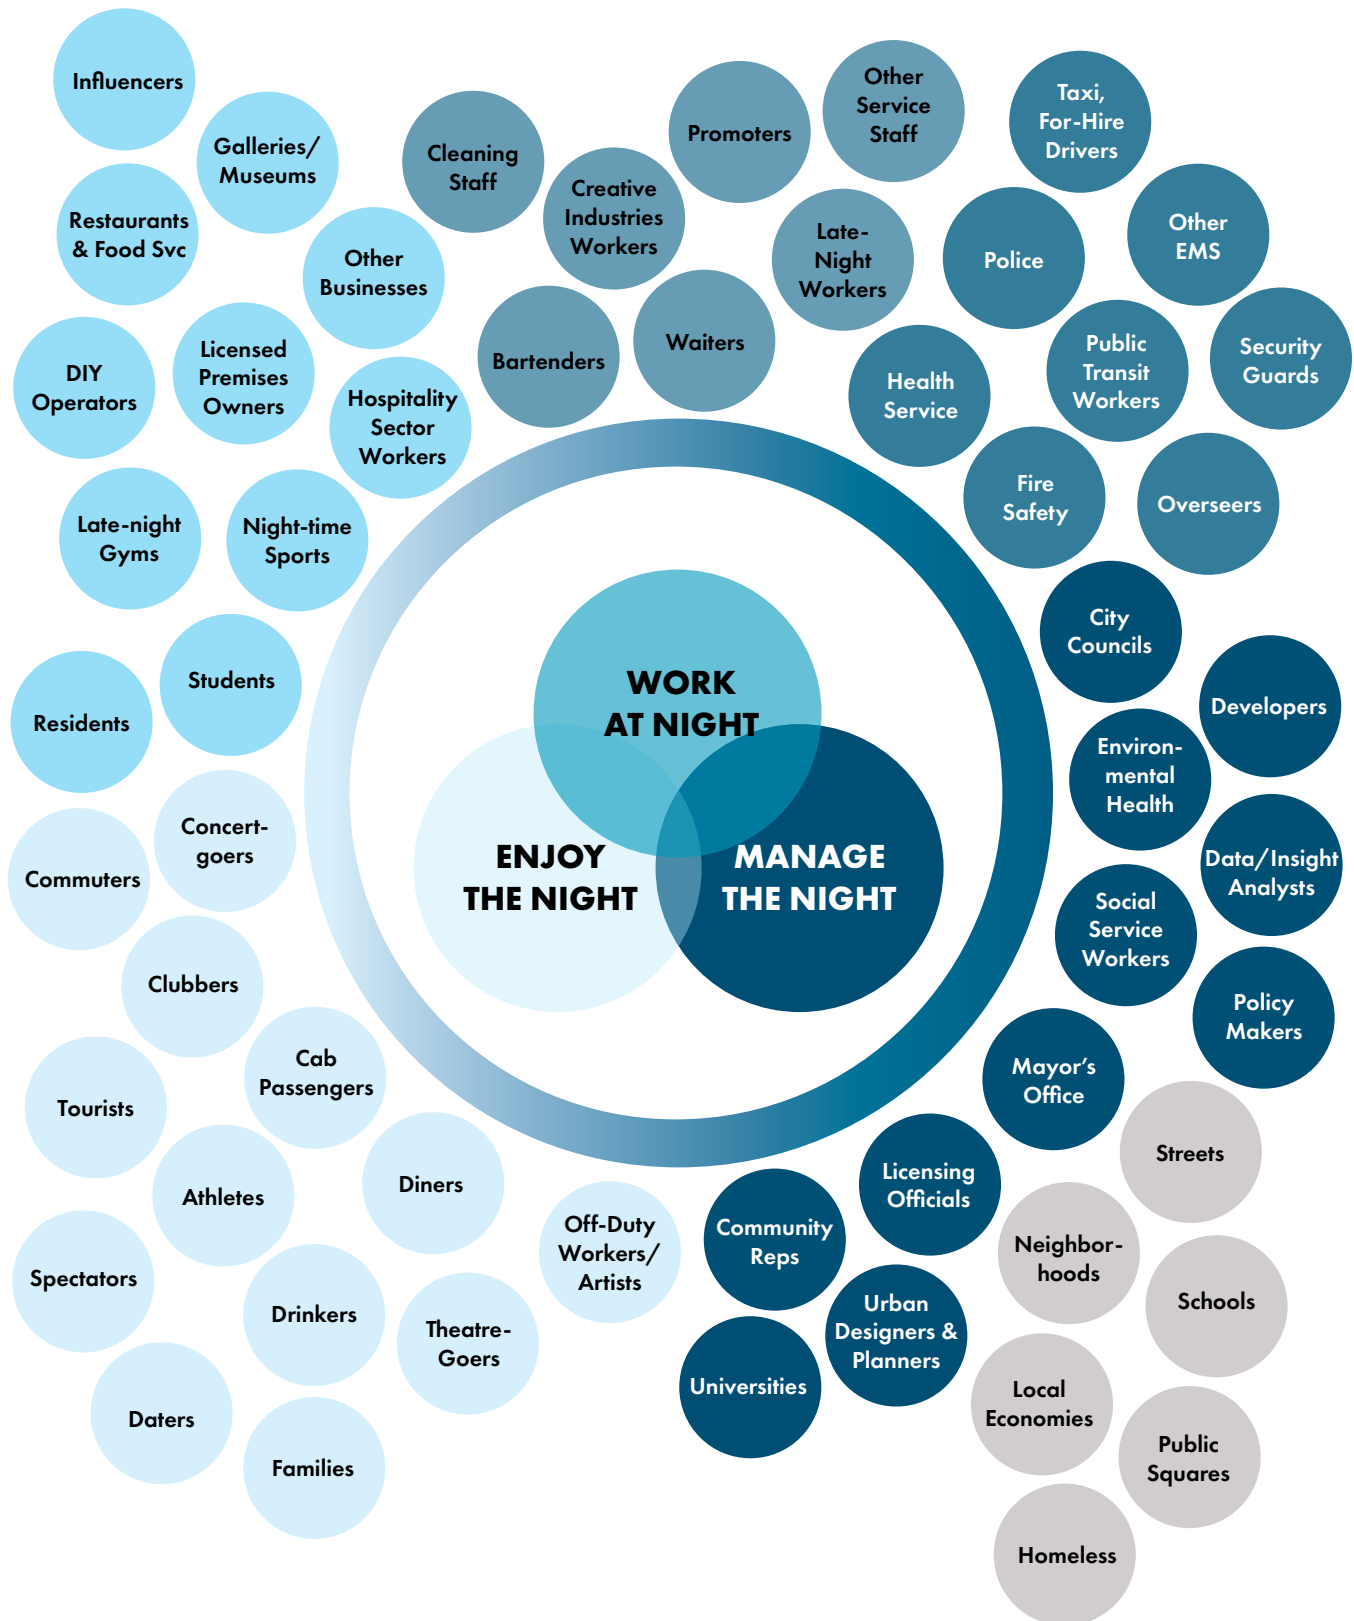 Influencers
Galleries/
Museums
Restaurants
& Food Svc
Other
Businesses
DIY
Operators
Licensed
Premises
Owners
Hospitality
Sector
Workers
Late-night
Gyms
Night-time
Sports
Students
Residents
Cleaning
Staff
Creative
Industries
Workers
Promoters
Other
Service
Staff
Late-
Night
Workers
Bartenders
Waiters
Taxi,
For-Hire
Drivers
Police
Other
EMS
Health
Service
Public
Transit
Workers
Security
Guards
Fire
Safety
Overseers
City
Councils
Developers
Environ-
mental
Health
Data/Insight
Analysts
Social
Service
Workers
Policy
Makers
Mayor's
Office
Licensing
Officials
Community
Reps
Urban
Designers &
Planners
Universities
WORK
AT NIGHT
ENJOY
THE NIGHT
MANAGE
THE NIGHT
Concert-
goers
Commuters
Clubbers
Cab
Passengers
Tourists
Athletes
Diners
Off-Duty
Workers/
Artists
Spectators
Drinkers
Theatre-
Goers
Daters
Families
Streets
Neighbor-
hoods
Schools
Local
Economies
Public
Squares
Homeless